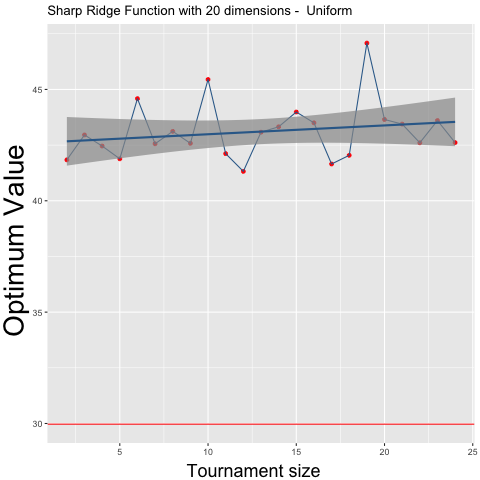 Sharp Ridge Function with 20 dimensions -  Uniform
Optimum Value
45
40
35
30
5 10 15 20 25
Tournament size